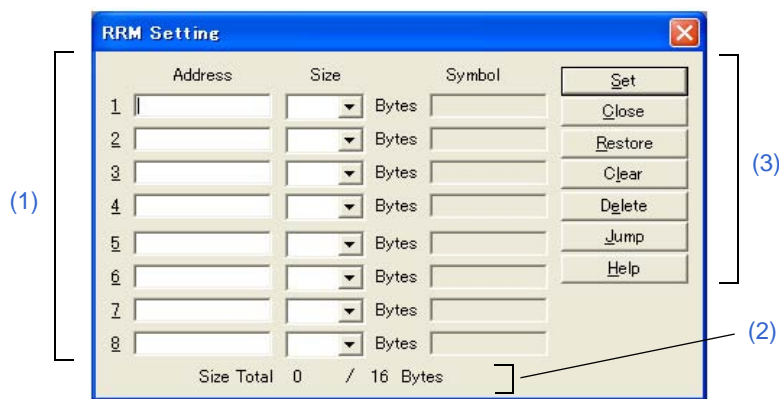 RRM Setting
Address Size Symbol
1 Bytes
2 Bytes
3 Bytes
4 Bytes
5 Bytes
6 Bytes
7 Bytes
8 Bytes
Size Total 0 / 16 Bytes
Set
Close
Restore
Clear
Delete
Jump
Help
(1)
(3)
(2)